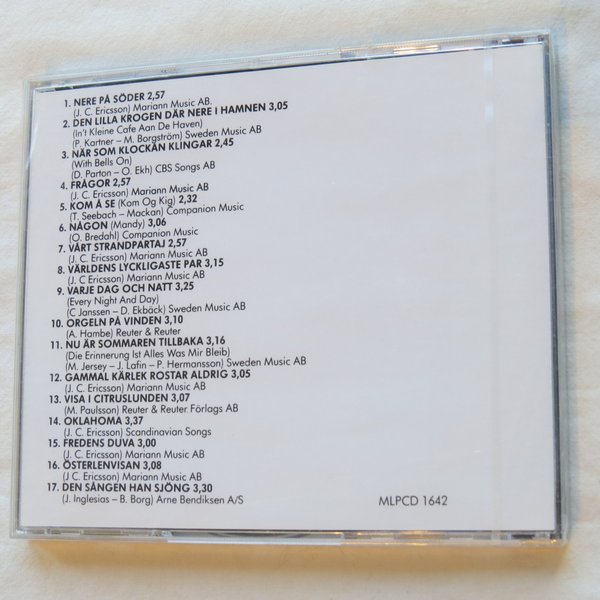 1. NERE PÅ SÖDER 2,57
(J. C. Ericsson) Mariann Music AB.
2. DEN LILLA KROGEN DÄR NERE I HAMNEN 3,05
(In't Kleine Cafe Aan De Haven)
(P. Kartner – M. Borgström) Sweden Music AB
3. NÄR SOM KLOCKAN KLINGAR 2,45
(With Bells On)
(D. Parton – O. Ekh) CBS Songs AB
4. FRÅGOR 2,57
(J. C. Ericsson) Mariann Music AB
5. KOM Å SE (Kom Og Kig) 2,32
(T. Seebach – Mackan) Companion Music
6. NÅGON (Mandy) 3,06
(O. Bredahl) Companion Music
7. VÅRT STRANDPARTAJ 2,57
(J. C. Ericsson) Mariann Music AB
8. VÄRLDENS LYCKLIGASTE PAR 3,15
(J. C Ericsson) Mariann Music AB
9. VARJE DAG OCH NATT 3,25
(Every Night And Day)
(C Janssen – D. Ekbäck) Sweden Music AB
10. ORGELN PÅ VINDEN 3,10
(A. Hambe) Reuter & Reuter
11. NU ÄR SOMMAREN TILLBAKA 3,16
(Die Erinnerung Ist Alles Was Mir Bleib)
(M. Jersey – J. Lafin – P. Hermansson) Sweden Music AB
12. GAMMAL KÄRLEK ROSTAR ALDRIG 3,05
(J. C. Ericsson) Mariann Music AB
13. VISA I CITRUSLUNDEN 3,07
(M. Paulsson) Reuter & Reuter Förlags AB
14. OKLAHOMA 3,37
(J. C. Ericsson) Scandinavian Songs
15. FREDENS DUVA 3,00
(J. C. Ericsson) Mariann Music AB
16. ÖSTERLENVISAN 3,08
(J C. Ericsson) Mariann Music AB
17. DEN SÅNGEN HAN SJÖNG 3,30
(J. Inglesias – B. Borg) Arne Bendiksen A/S
MLPCD 1642